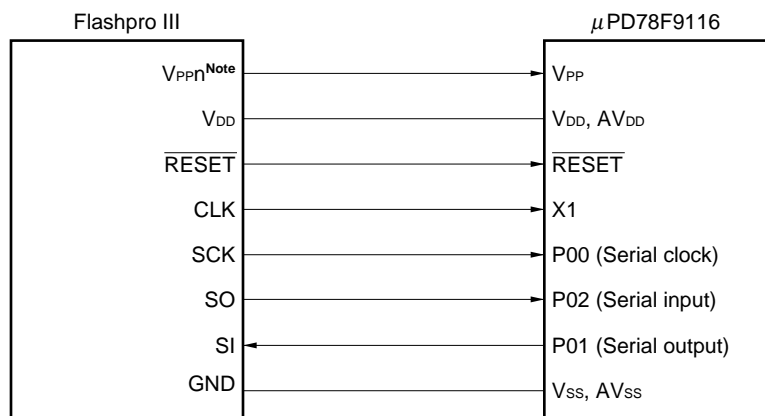 Flashpro III
μPD78F9116
VPPnNote
VPP
VDD
VDD, AVDD
RESET
RESET
CLK
X1
SCK
P00 (Serial clock)
SO
P02 (Serial input)
SI
P01 (Serial output)
GND
VSS, AVSS